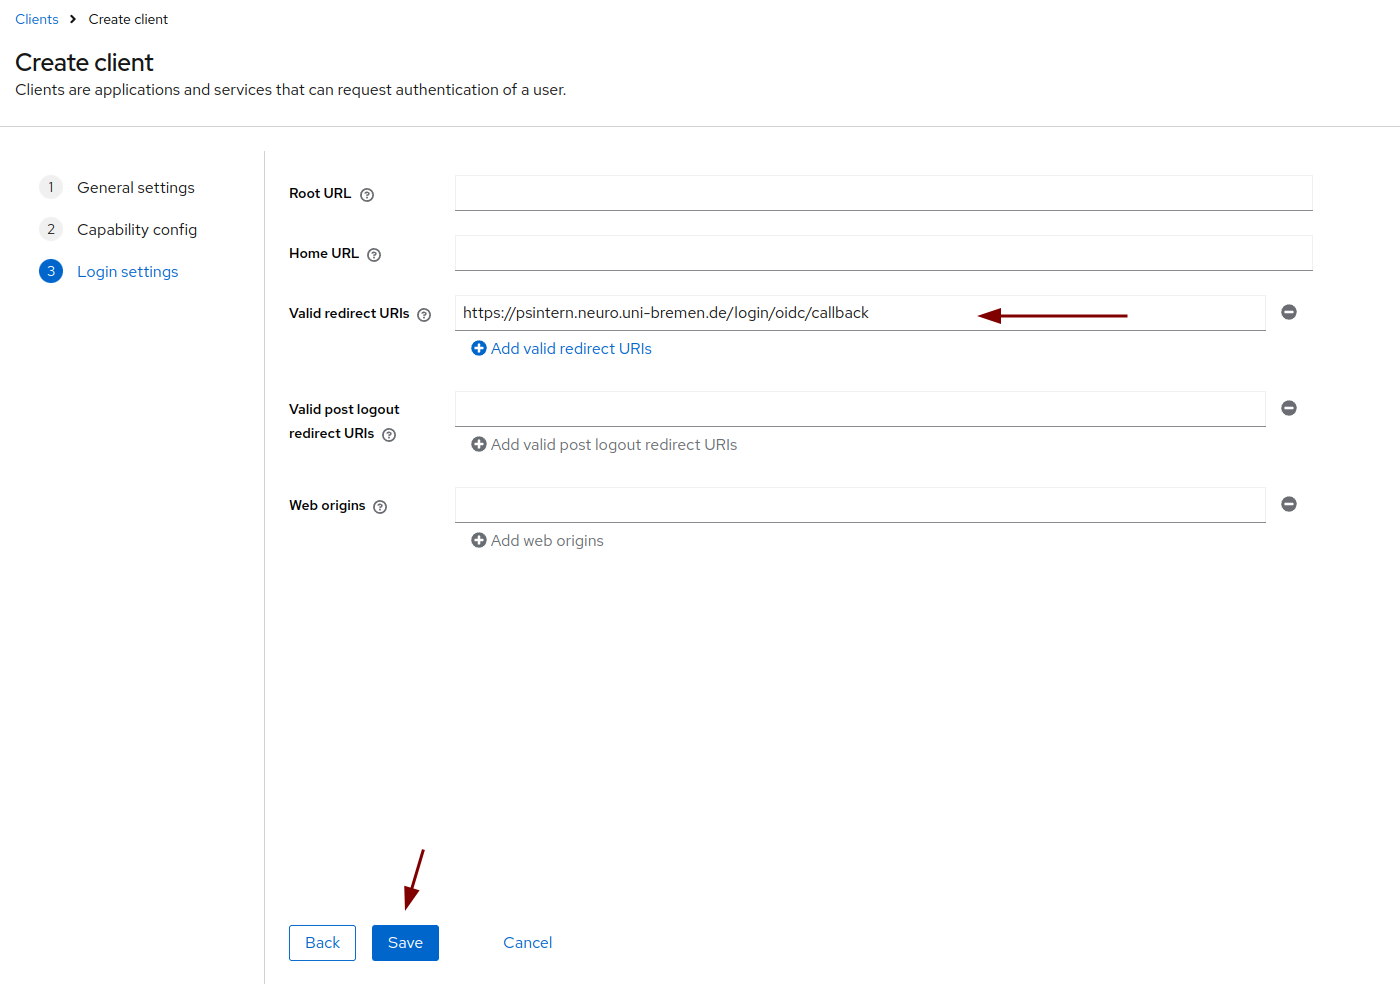 Clients > Create client
Create client
Clients are applications and services that can request authentication of a user.
1 General settings
2 Capability config
3 Login settings
Root URL
Home URL
Valid redirect URIs https://psintern.neuro.uni-bremen.de/login/oidc/callback
Add valid redirect URIs
Valid post logout
redirect URIs
Add valid post logout redirect URIs
Web origins
Add web origins
Back Save Cancel